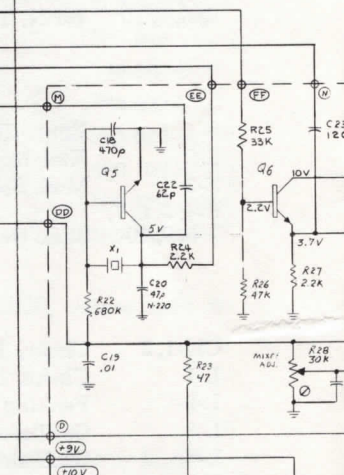 M
EE
FF
N
C18
470p
R25
33K
C23
120
Q5
Q6
10V
C22
62p
2.2V
DD
5V
R24
2.2K
3.7V
X1
C20
47p
N-220
R26
47K
R27
2.2K
R22
680K
C19
.01
R23
47
MIXER
ADJ.
R28
30K
D
+9V
+10V